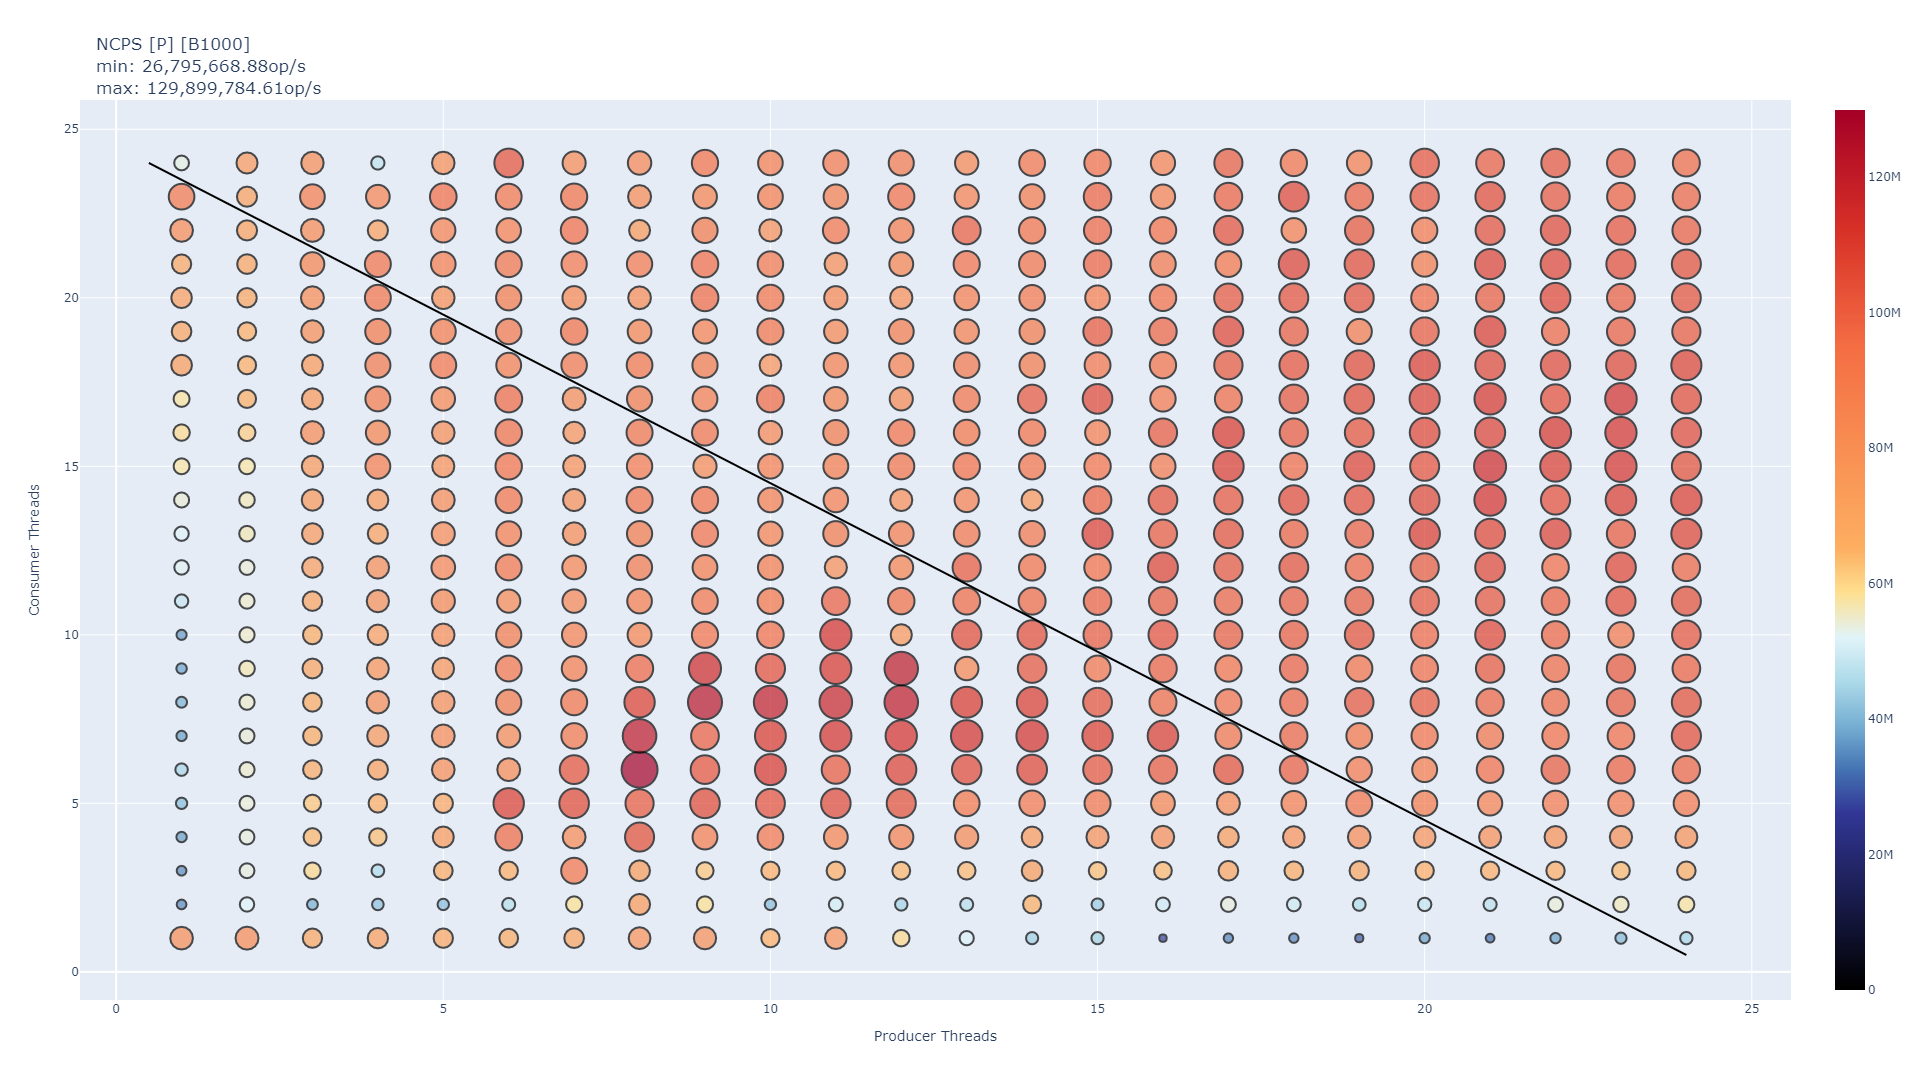 NCPS [P] [B1000]
min: 26,795,668.88op/s
max: 129,899,784.61op/s
25
20
15
10
5
0
Consumer Threads
0
5
10
15
20
25
Producer Threads
120M
100M
80M
60M
40M
20M
0